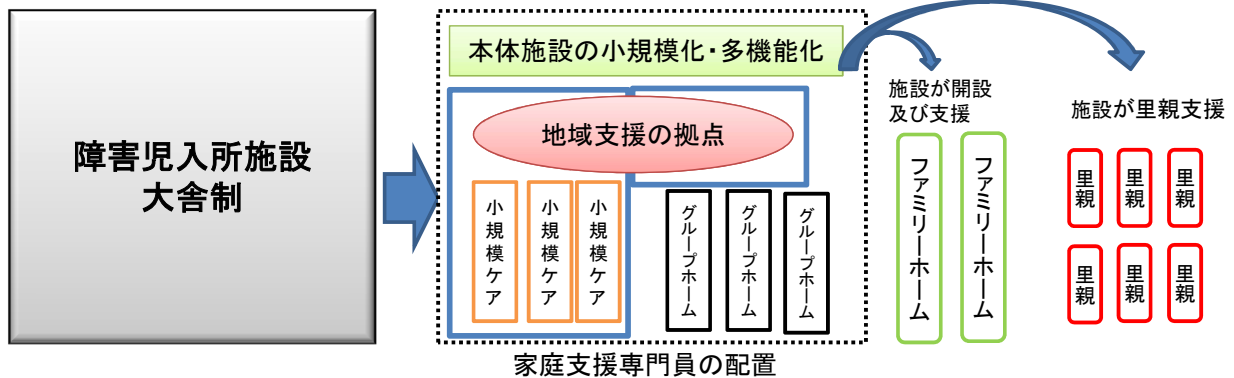 障害児入所施設
大舎制
本体施設の小規模化・多機能化
地域支援の拠点
小規模ケア
小規模ケア
小規模ケア
グループホーム
グループホーム
グループホーム
家庭支援専門員の配置
施設が開設
及び支援
ファミリーホーム
ファミリーホーム
施設が里親支援
里親
里親
里親
里親
里親
里親